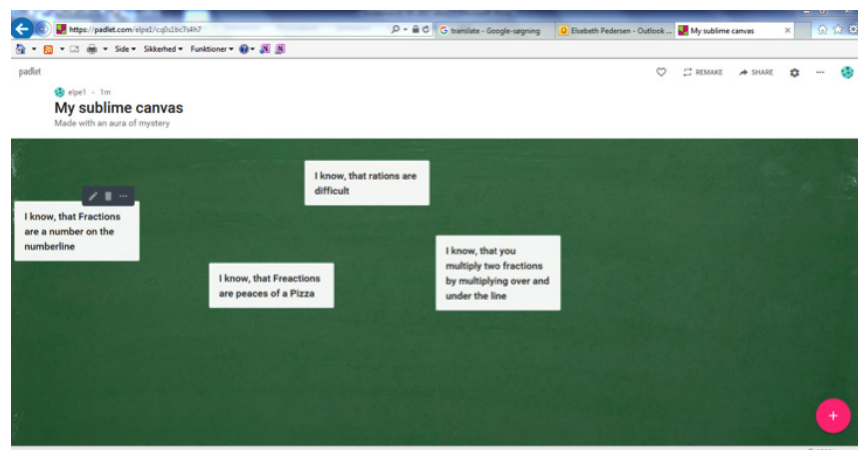 https://padlet.com/elpe1/cq0s1bc7s4h7
G translate - Google-søgning
Elsebeth Pedersen - Outlook ...
My sublime canvas
Side
Sikkerhed
Funktioner
padlet
REMAKE
SHARE
elpe1 - 1m
My sublime canvas
Made with an aura of mystery
I know, that rations are
difficult
I know, that Fractions
are a number on the
numberline
I know, that you
multiply two fractions
by multiplying over and
under the line
I know, that Freactions
are peaces of a Pizza